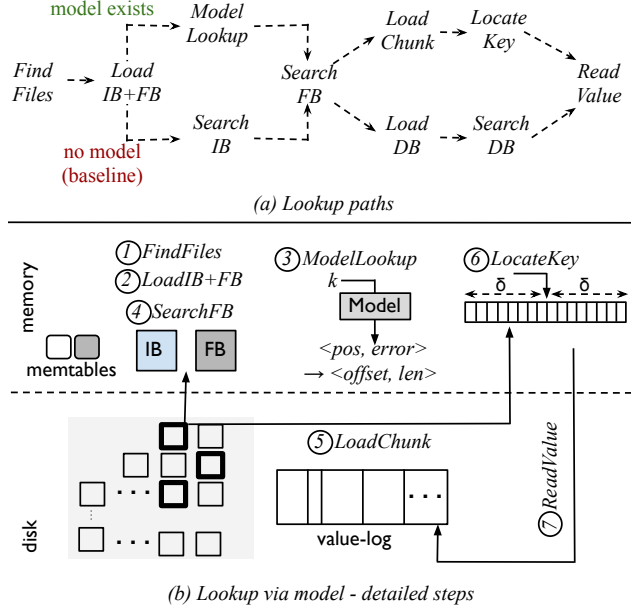 model exists
Model
Lookup
Load
Chunk
Locate
Key
Find
Files
Load
IB+FB
Search
FB
Read
Value
no model
(baseline)
Search
IB
Load
DB
Search
DB
(a) Lookup paths
memory
1 FindFiles
2 LoadIB+FB
4 SearchFB
memtables
IB
FB
3 ModelLookup
k
Model
<pos, error>
→ <offset, len>
6 LocateKey
δ
δ
disk
· · ·
· · ·
5 LoadChunk
· · ·
value-log
7 ReadValue
(b) Lookup via model - detailed steps